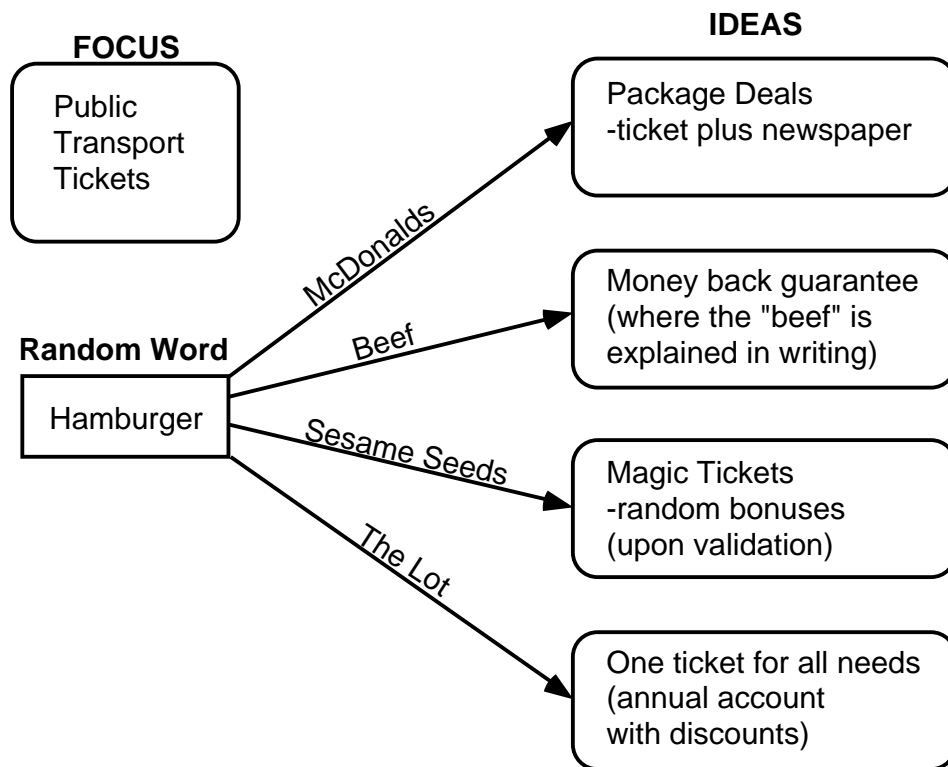 FOCUS
Public
Transport
Tickets
Random Word
Hamburger
McDonalds
Beef
Sesame Seeds
The Lot
IDEAS
Package Deals
-ticket plus newspaper
Money back guarantee
(where the "beef" is
explained in writing)
Magic Tickets
-random bonuses
(upon validation)
One ticket for all needs
(annual account
with discounts)